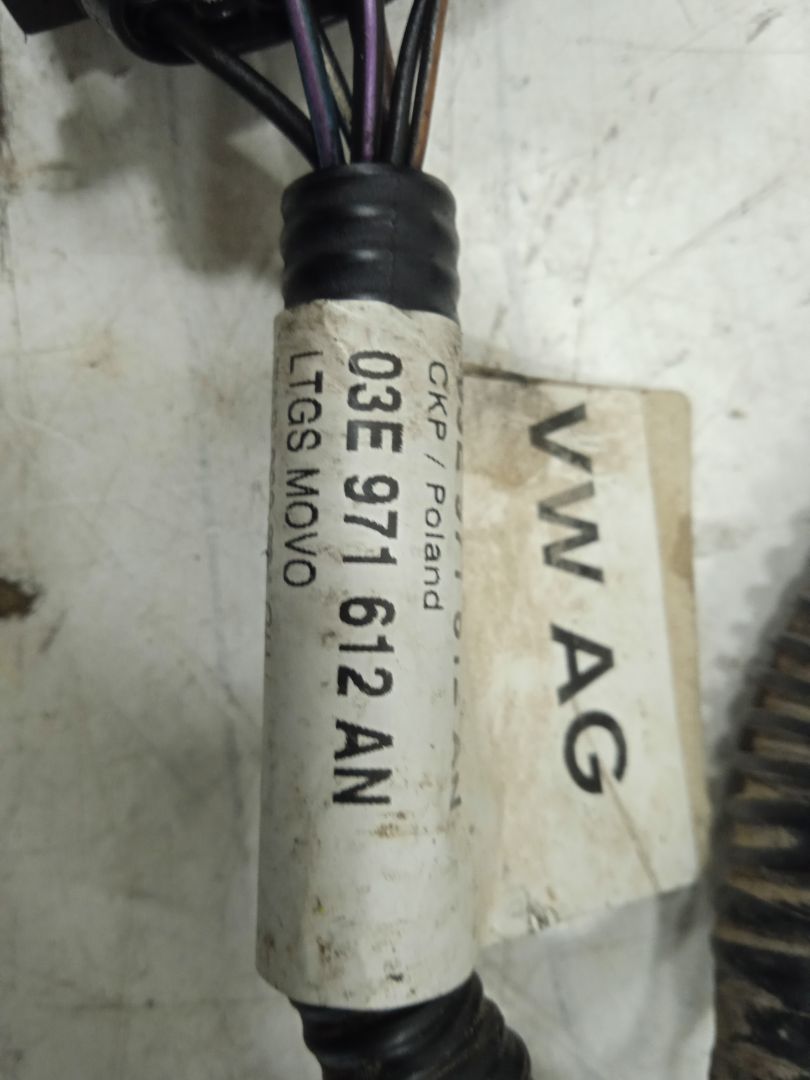 VW AG
CKP / Poland
03E 971 612 AN
LTGS MOVO